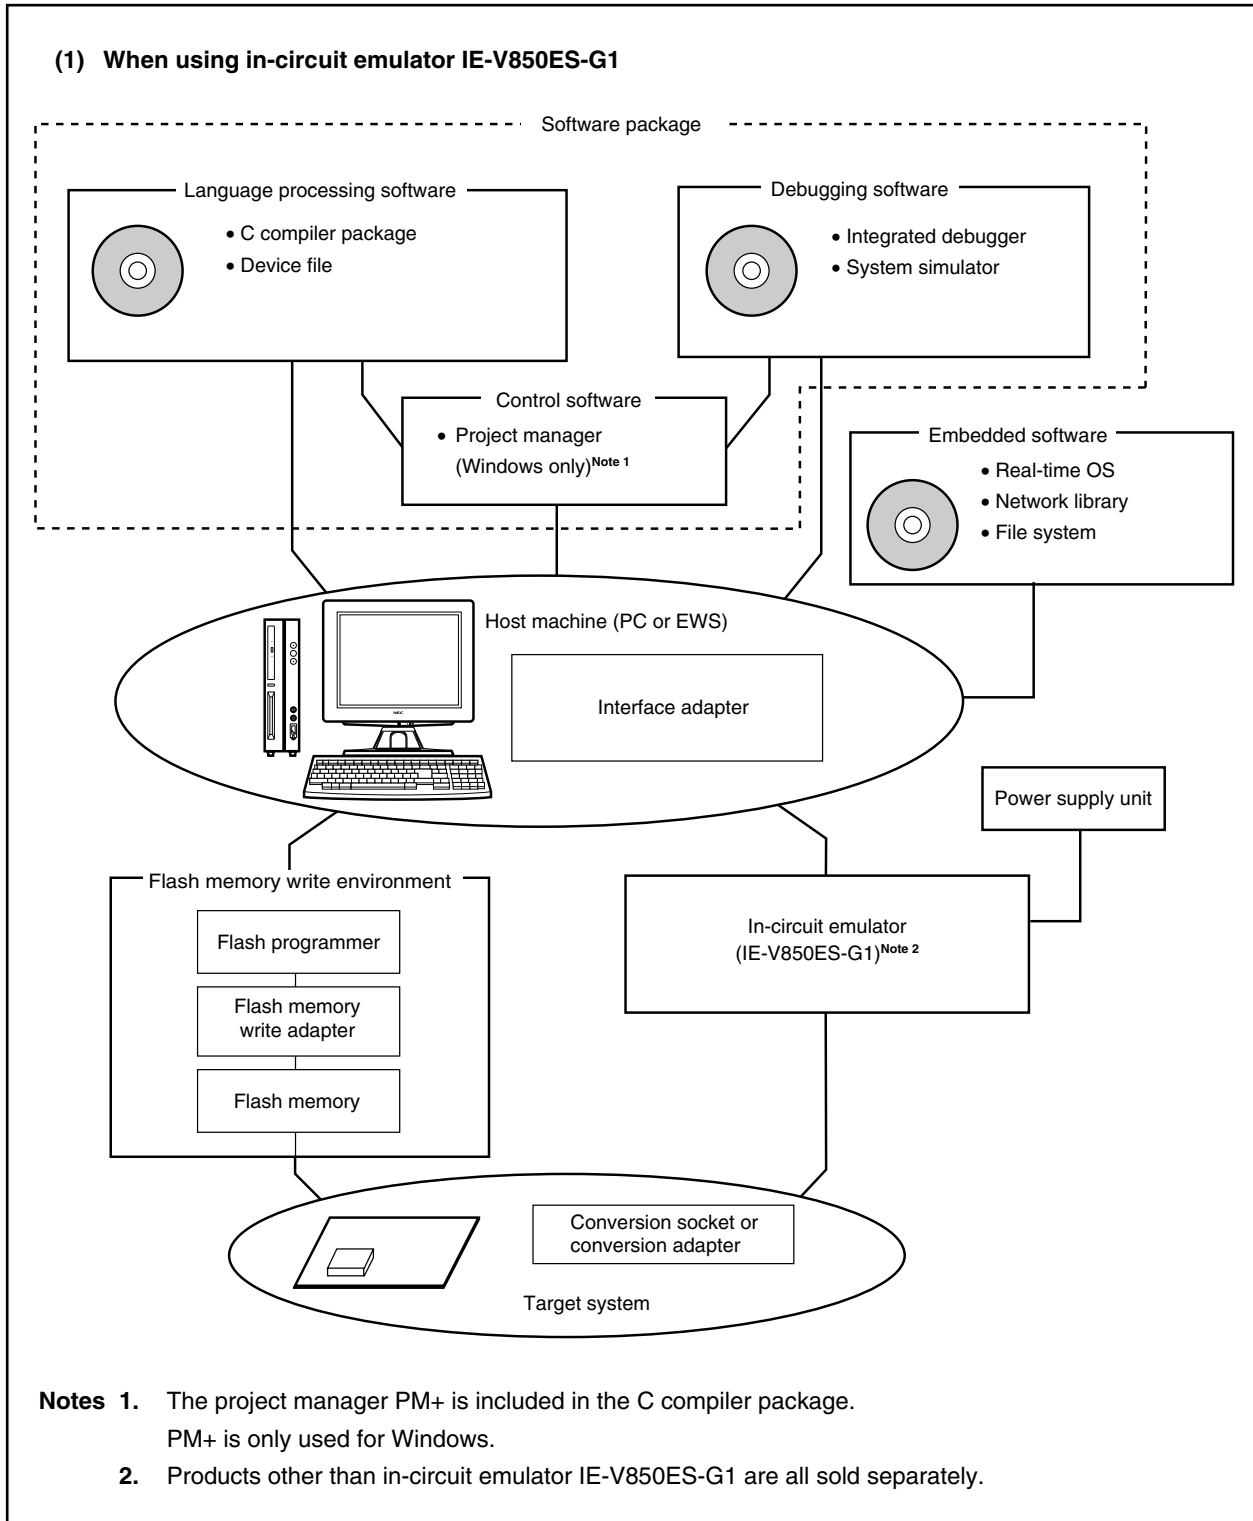 (1) When using in-circuit emulator IE-V850ES-G1
Software package
Language processing software
• C compiler package
• Device file
Debugging software
• Integrated debugger
• System simulator
Control software
• Project manager
(Windows only)Note 1
Embedded software
• Real-time OS
• Network library
• File system
Host machine (PC or EWS)
NEC
Interface adapter
Power supply unit
Flash memory write environment
Flash programmer
Flash memory
write adapter
Flash memory
In-circuit emulator
(IE-V850ES-G1)Note 2
Conversion socket or
conversion adapter
Target system
Notes 1. The project manager PM+ is included in the C compiler package.
PM+ is only used for Windows.
2. Products other than in-circuit emulator IE-V850ES-G1 are all sold separately.